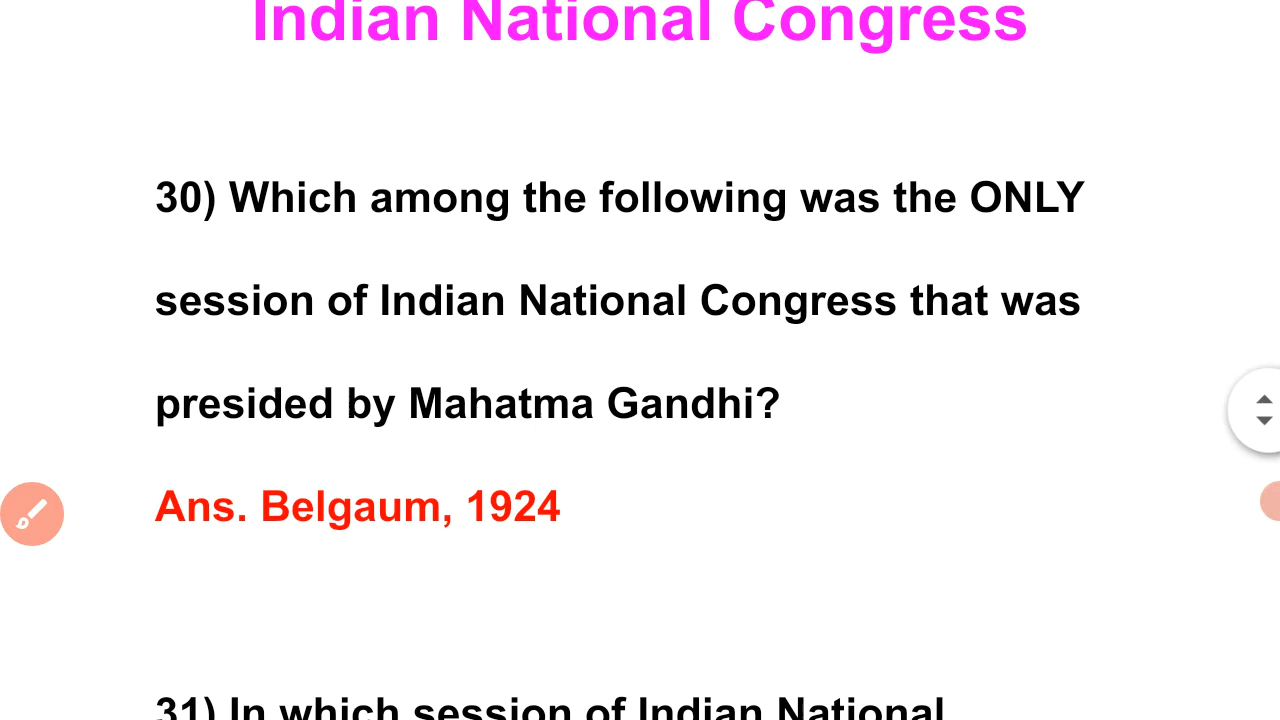 Indian National Congress
30) Which among the following was the ONLY
session of Indian National Congress that was
presided by Mahatma Gandhi?
Ans. Belgaum, 1924
31) In which session of Indian National